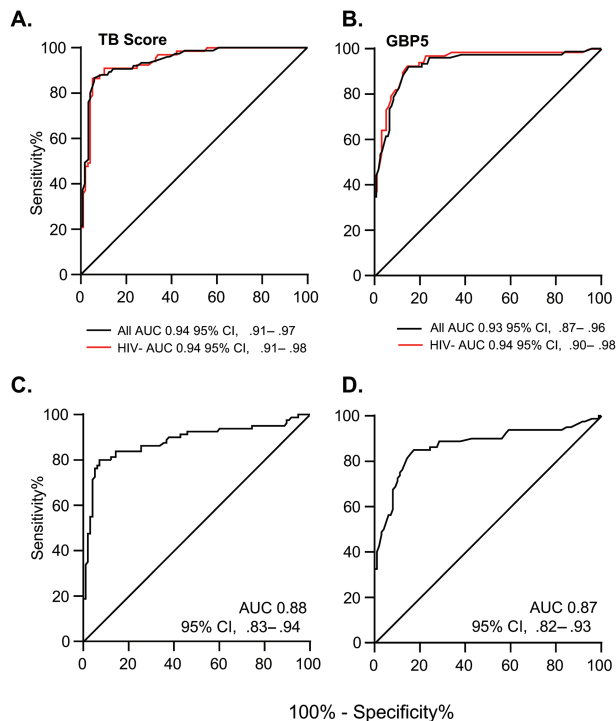 A.
TB Score
B.
GBP5
Sensitivity%
100
80
60
40
20
0
0 20 40 60 80 100
100
80
60
40
20
0
0 20 40 60 80 100
All AUC 0.94 95% CI, .91– .97
HIV- AUC 0.94 95% CI, .91– .98
All AUC 0.93 95% CI, .87– .96
HIV- AUC 0.94 95% CI, .90– .98
C.
D.
Sensitivity%
100
80
60
40
20
0
0 20 40 60 80 100
AUC 0.88
95% CI, .83– .94
100
80
60
40
20
0
0 20 40 60 80 100
AUC 0.87
95% CI, .82– .93
100% - Specificity%